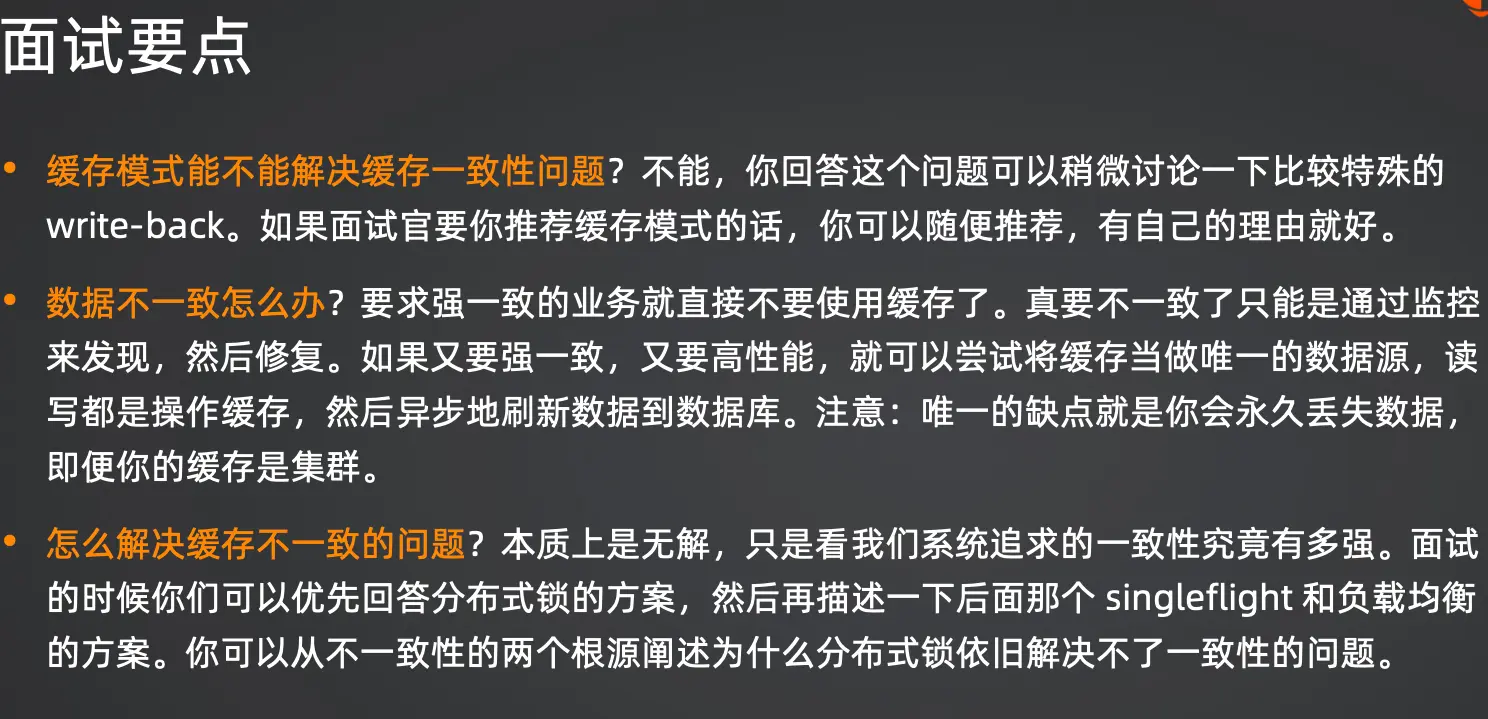 面试要点
• 缓存模式能不能解决缓存一致性问题？不能，你回答这个问题可以稍微讨论一下比较特殊的
write-back。如果面试官要你推荐缓存模式的话，你可以随便推荐，有自己的理由就好。
• 数据不一致怎么办？要求强一致的业务就直接不要使用缓存了。真要不一致了只能是通过监控
来发现，然后修复。如果又要强一致，又要高性能，就可以尝试将缓存当做唯一的数据源，读
写都是操作缓存，然后异步地刷新数据到数据库。注意：唯一的缺点就是你会永久丢失数据，
即便你的缓存是集群。
• 怎么解决缓存不一致的问题？本质上是无解，只是看我们系统追求的一致性究竟有多强。面试
的时候你们可以优先回答分布式锁的方案，然后再描述一下后面那个 singleflight 和负载均衡
的方案。你可以从不一致性的两个根源阐述为什么分布式锁依旧解决不了一致性的问题。